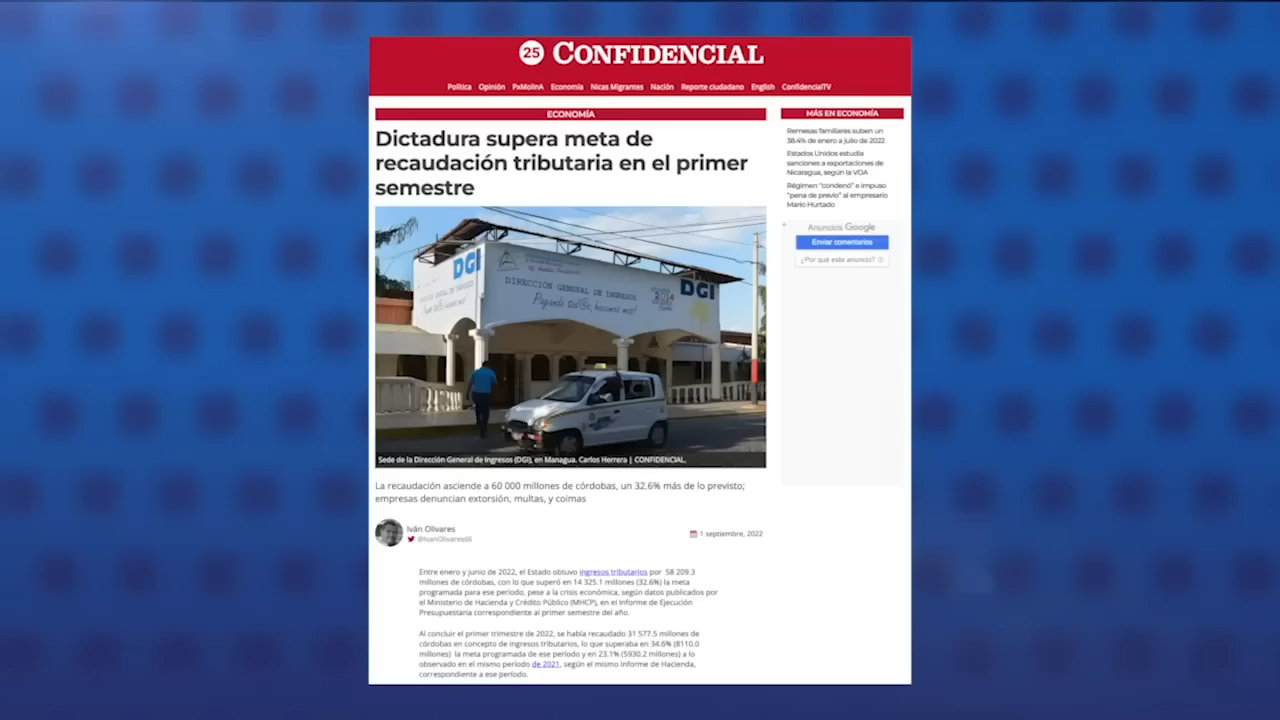 25 CONFIDENCIAL
Política Opinión PxMolinA Economía Nicas Migrantes Nación Reporte ciudadano English ConfidencialTV
ECONOMÍA
Dictadura supera meta de
recaudación tributaria en el primer
semestre
DGI
DIRECCIÓN GENERAL DE INGRESOS
DGI
2014
Sede de la Dirección General de Ingresos (DGI), en Managua. Carlos Herrera | CONFIDENCIAL.
La recaudación asciende a 60 000 millones de córdobas, un 32.6% más de lo previsto;
empresas denuncian extorsión, multas, y coimas
Iván Olivares
@IvanOlivares66
1 septiembre, 2022
Entre enero y junio de 2022, el Estado obtuvo ingresos tributarios por 58 209.3
millones de córdobas, con lo que superó en 14 325.1 millones (32.6%) la meta
programada para ese período, pese a la crisis económica, según datos publicados por
el Ministerio de Hacienda y Crédito Público (MHCP), en el Informe de Ejecución
Presupuestaria correspondiente al primer semestre del año.
Al concluir el primer trimestre de 2022, se había recaudado 31 577.5 millones de
córdobas en concepto de ingresos tributarios, lo que superaba en 34.6% (8110.0
millones) la meta programada de ese período y en 23.1% (5930.2 millones) a lo
observado en el mismo período de 2021, según el mismo Informe de Hacienda,
correspondiente a ese período.
MÁS EN ECONOMÍA
Remesas familiares suben un
38.4% de enero a julio de 2022
Estados Unidos estudia
sanciones a exportaciones de
Nicaragua, según la VOA
Régimen "condenó" e impuso
"pena de previo" al empresario
Mario Hurtado
Anuncios Google
Enviar comentarios
¿Por qué este anuncio?